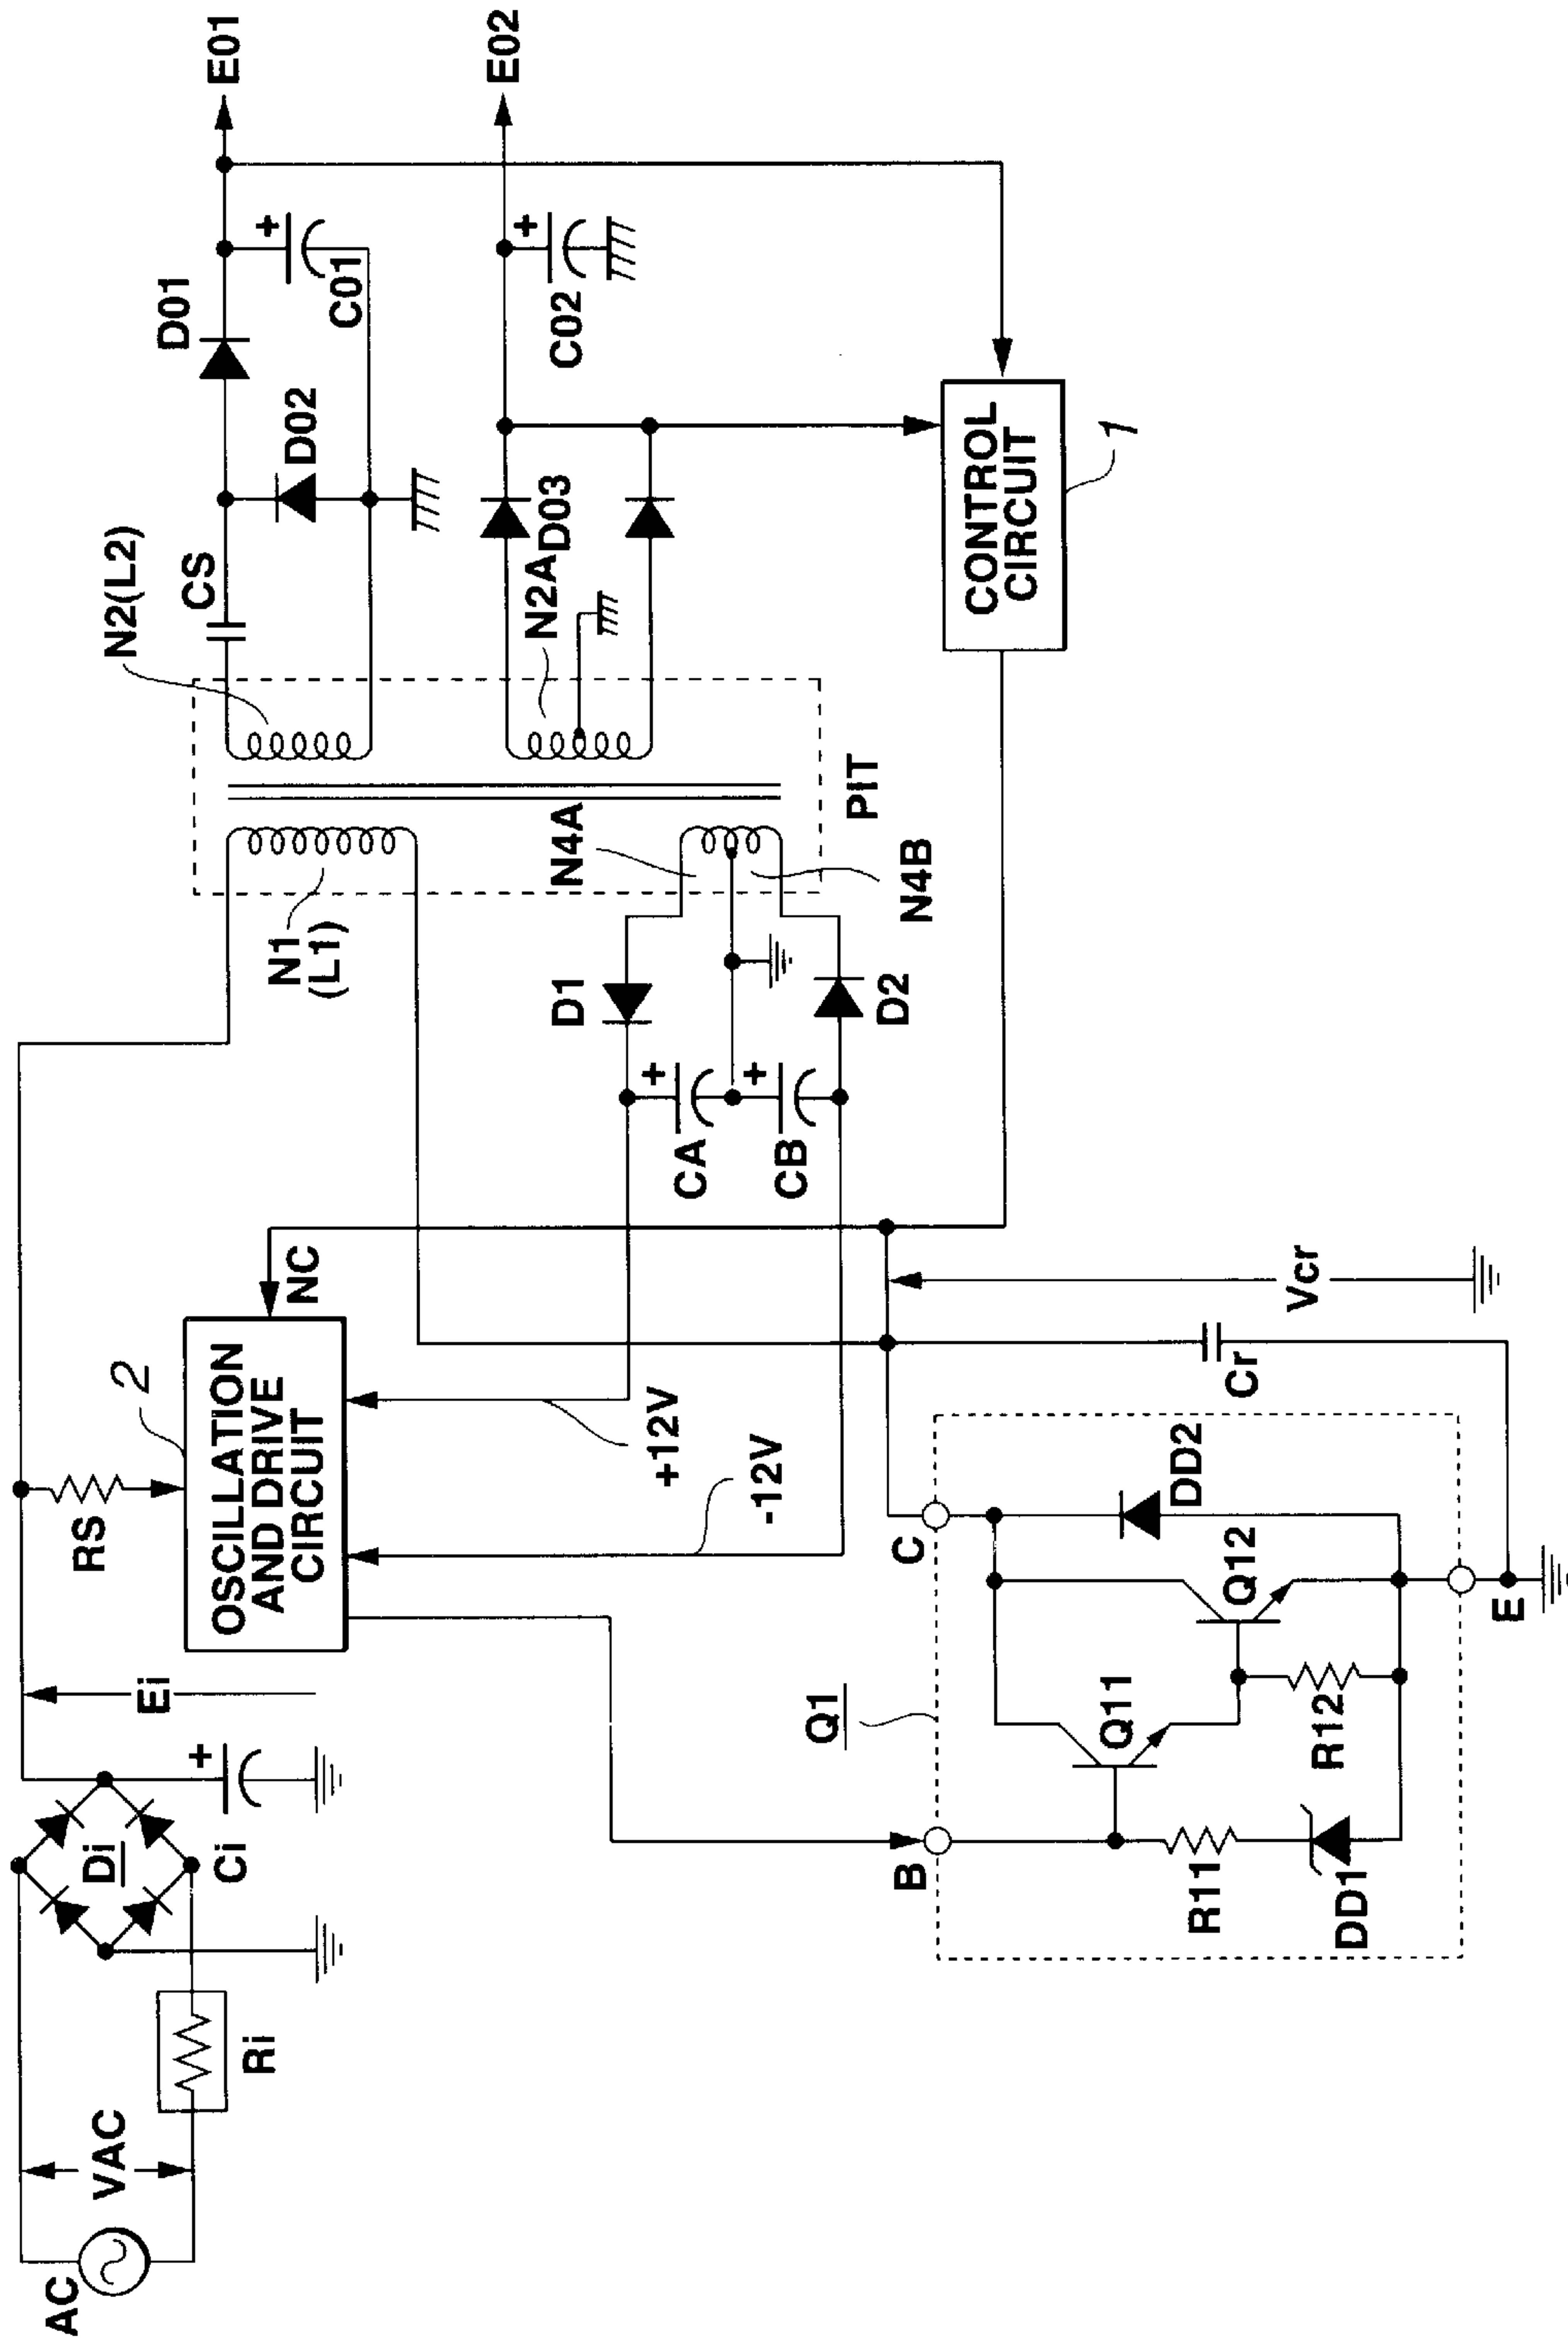 AC
VAC
Ri
Di
Ci
Ei
RS
2
OSCILLATION
AND DRIVE
CIRCUIT
NC
+12V
-12V
N1
(L1)
N2(L2)
CS
D01
D02
C01
E01
N2A
D03
C02
E02
PIT
N4A
N4B
D1
D2
CA
CB
+
+
+
+
+
CONTROL
CIRCUIT
1
Vcr
Cr
Q1
B
C
E
Q11
Q12
R11
R12
DD1
DD2